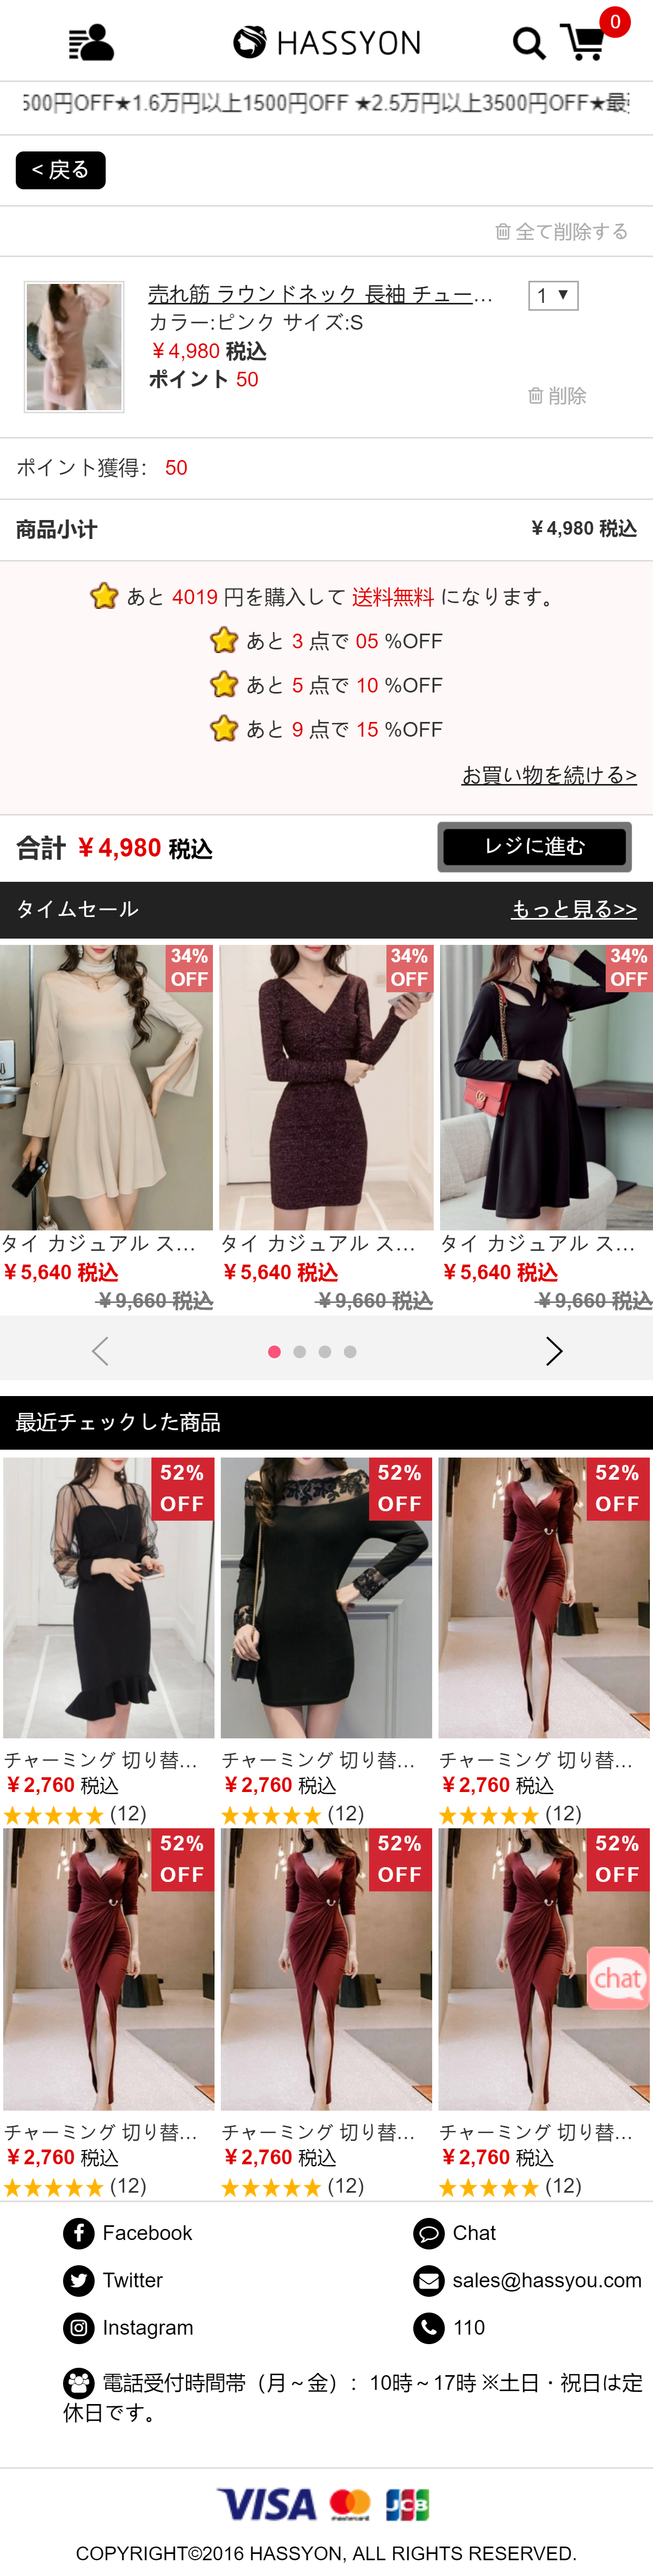 HASSYON
0
500円OFF★1.6万円以上1500円OFF ★2.5万円以上3500円OFF★最
< 戻る
全て削除する
売れ筋 ラウンドネック 長袖 チュー… 1 ▼
カラー:ピンク サイズ:S
¥4,980 税込
ポイント 50
削除
ポイント獲得： 50
商品小计 ¥4,980 税込
あと 4019 円を購入して 送料無料 になります。
あと 3 点で 05 %OFF
あと 5 点で 10 %OFF
あと 9 点で 15 %OFF
お買い物を続ける>
合計 ¥4,980 税込 レジに進む
タイムセール もっと見る>>
34% OFF 34% OFF 34% OFF
タイ カジュアル ス… タイ カジュアル ス… タイ カジュアル ス…
¥5,640 税込 ¥5,640 税込 ¥5,640 税込
¥9,660 税込 ¥9,660 税込 ¥9,660 税込
最近チェックした商品
52% OFF 52% OFF 52% OFF
チャーミング 切り替… チャーミング 切り替… チャーミング 切り替…
¥2,760 税込 ¥2,760 税込 ¥2,760 税込
★★★★★ (12) ★★★★★ (12) ★★★★★ (12)
52% OFF 52% OFF 52% OFF
chat
チャーミング 切り替… チャーミング 切り替… チャーミング 切り替…
¥2,760 税込 ¥2,760 税込 ¥2,760 税込
★★★★★ (12) ★★★★★ (12) ★★★★★ (12)
Facebook Chat
Twitter sales@hassyou.com
Instagram 110
電話受付時間帯（月～金）：10時～17時 ※土日・祝日は定
休日です。
VISA mastercard JCB
COPYRIGHT©2016 HASSYON, ALL RIGHTS RESERVED.